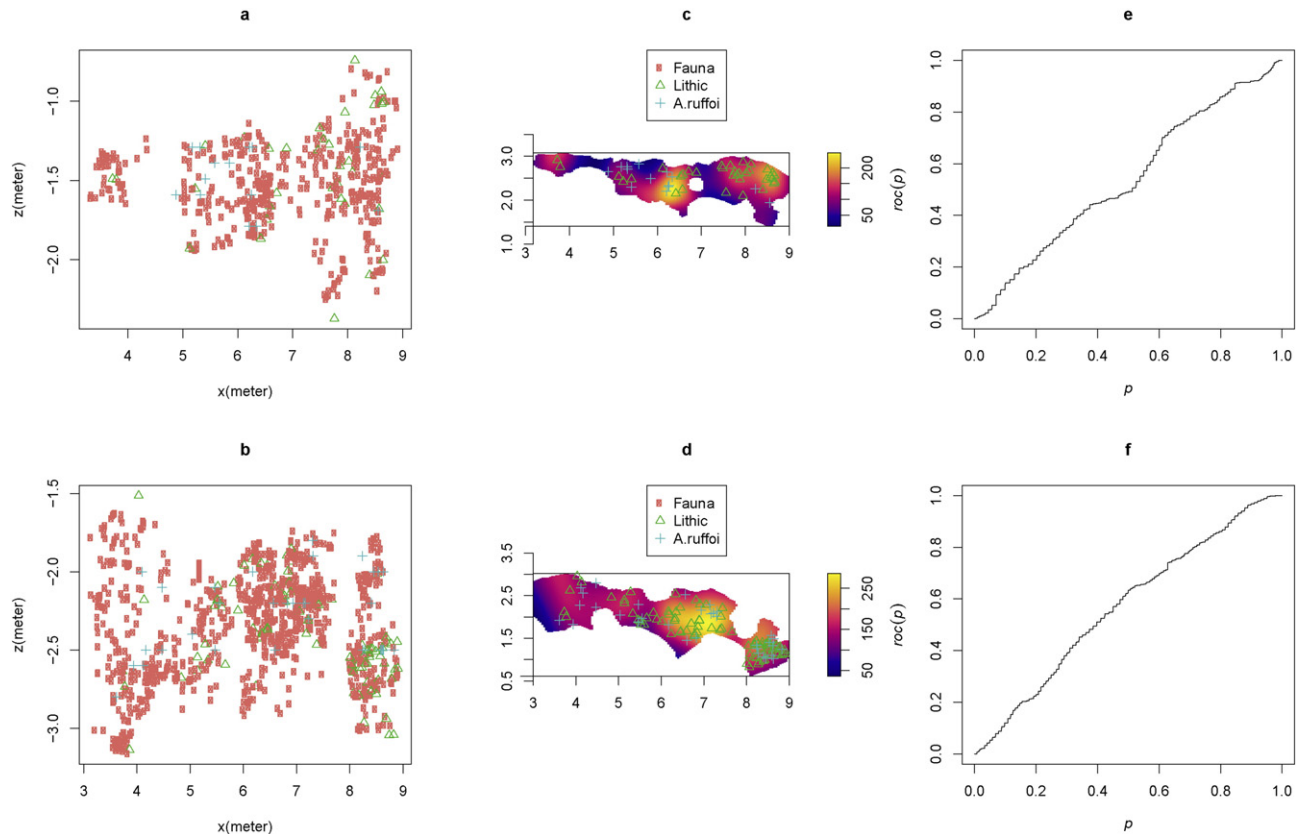 a
z(meter)
-1.0
-1.5
-2.0
4 5 6 7 8 9
x(meter)
c
Fauna
Lithic
A.ruffoi
3.0
2.0
1.0
3 4 5 6 7 8 9
200
150
100
50
roc(p)
e
1.0
0.8
0.6
0.4
0.2
0.0
0.0 0.2 0.4 0.6 0.8 1.0
p
b
z(meter)
-1.5
-2.0
-2.5
-3.0
3 4 5 6 7 8 9
x(meter)
d
Fauna
Lithic
A.ruffoi
3.5
2.5
1.5
0.5
3 4 5 6 7 8 9
250
150
50
roc(p)
f
1.0
0.8
0.6
0.4
0.2
0.0
0.0 0.2 0.4 0.6 0.8 1.0
p